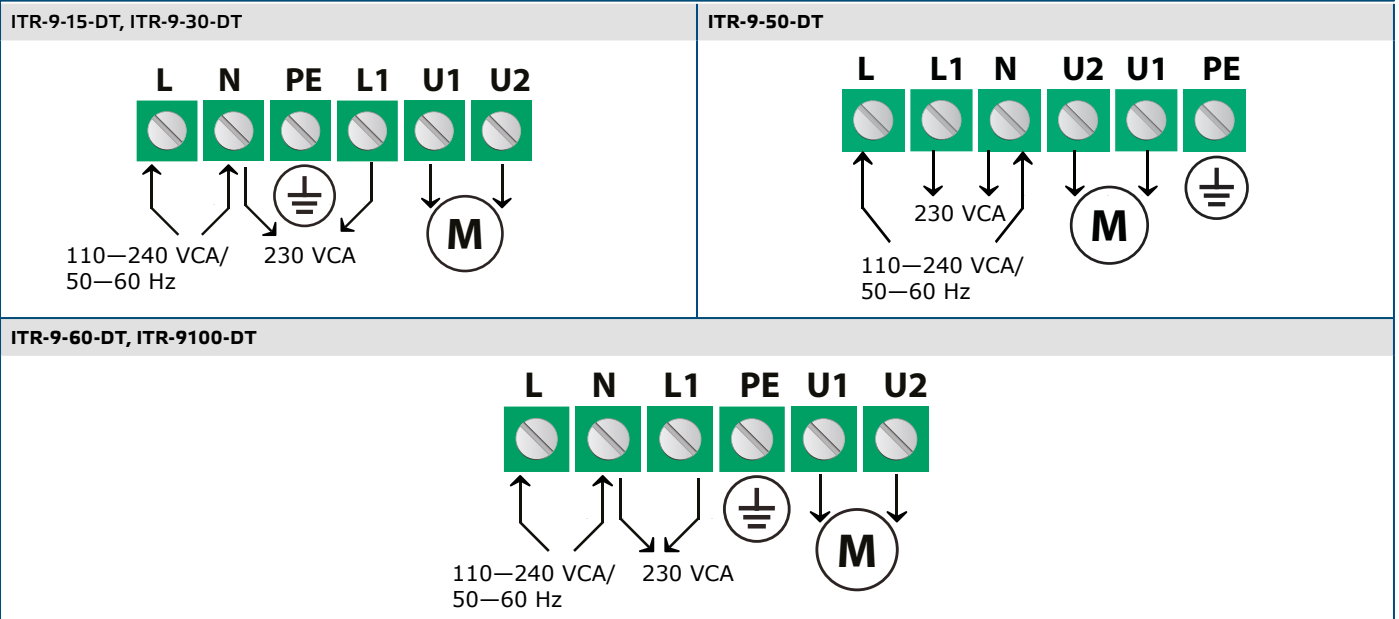 ITR-9-15-DT, ITR-9-30-DT
L N PE L1 U1 U2
110—240 VCA/
50—60 Hz
230 VCA
M
ITR-9-50-DT
L L1 N U2 U1 PE
230 VCA
110—240 VCA/
50—60 Hz
M
ITR-9-60-DT, ITR-9100-DT
L N L1 PE U1 U2
110—240 VCA/
50—60 Hz
230 VCA
M